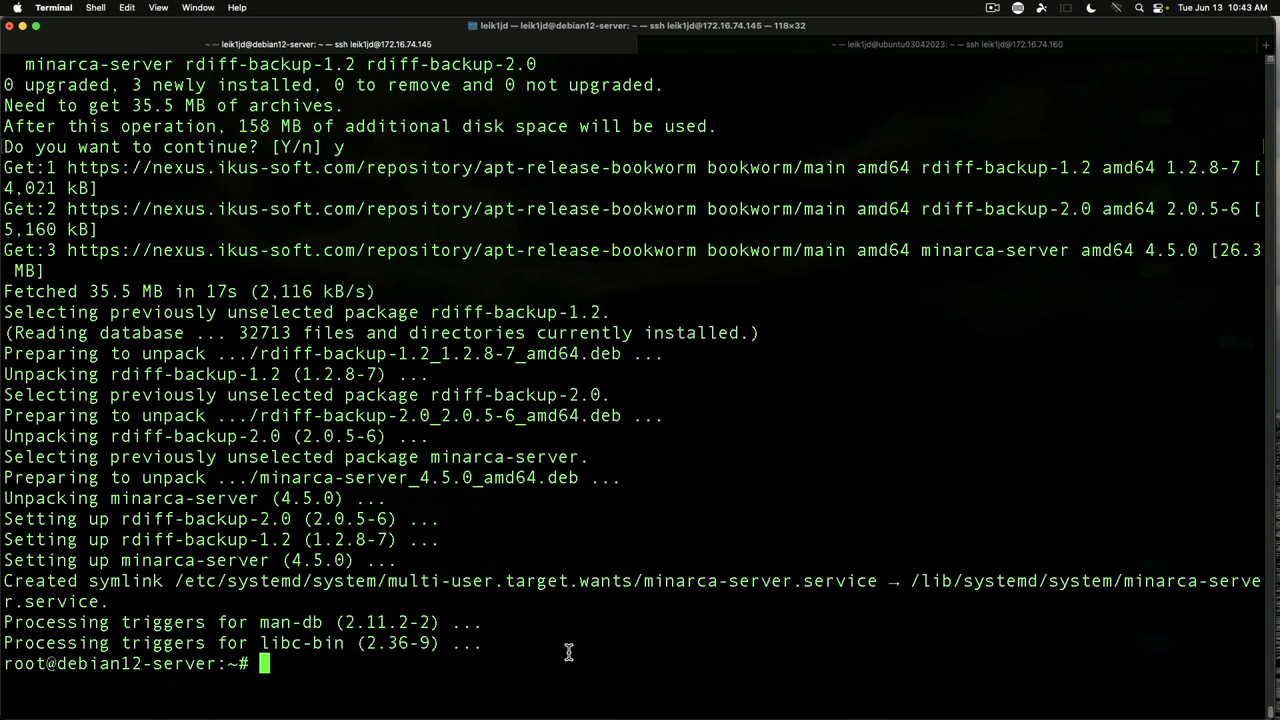 Terminal Shell Edit View Window Help Tue Jun 13 10:43 AM
leik1jd — leik1jd@debian12-server: ~ — ssh leik1jd@172.16.74.145 — 118×32
~ — leik1jd@debian12-server: ~ — ssh leik1jd@172.16.74.145 ~ — leik1jd@ubuntu03042023: ~ — ssh leik1jd@172.16.74.160 +
minarca-server rdiff-backup-1.2 rdiff-backup-2.0
0 upgraded, 3 newly installed, 0 to remove and 0 not upgraded.
Need to get 35.5 MB of archives.
After this operation, 158 MB of additional disk space will be used.
Do you want to continue? [Y/n] y
Get:1 https://nexus.ikus-soft.com/repository/apt-release-bookworm bookworm/main amd64 rdiff-backup-1.2 amd64 1.2.8-7 [
4,021 kB]
Get:2 https://nexus.ikus-soft.com/repository/apt-release-bookworm bookworm/main amd64 rdiff-backup-2.0 amd64 2.0.5-6 [
5,160 kB]
Get:3 https://nexus.ikus-soft.com/repository/apt-release-bookworm bookworm/main amd64 minarca-server amd64 4.5.0 [26.3
MB]
Fetched 35.5 MB in 17s (2,116 kB/s)
Selecting previously unselected package rdiff-backup-1.2.
(Reading database ... 32713 files and directories currently installed.)
Preparing to unpack .../rdiff-backup-1.2_1.2.8-7_amd64.deb ...
Unpacking rdiff-backup-1.2 (1.2.8-7) ...
Selecting previously unselected package rdiff-backup-2.0.
Preparing to unpack .../rdiff-backup-2.0_2.0.5-6_amd64.deb ...
Unpacking rdiff-backup-2.0 (2.0.5-6) ...
Selecting previously unselected package minarca-server.
Preparing to unpack .../minarca-server_4.5.0_amd64.deb ...
Unpacking minarca-server (4.5.0) ...
Setting up rdiff-backup-2.0 (2.0.5-6) ...
Setting up rdiff-backup-1.2 (1.2.8-7) ...
Setting up minarca-server (4.5.0) ...
Created symlink /etc/systemd/system/multi-user.target.wants/minarca-server.service → /lib/systemd/system/minarca-serve
r.service.
Processing triggers for man-db (2.11.2-2) ...
Processing triggers for libc-bin (2.36-9) ...
root@debian12-server:~#